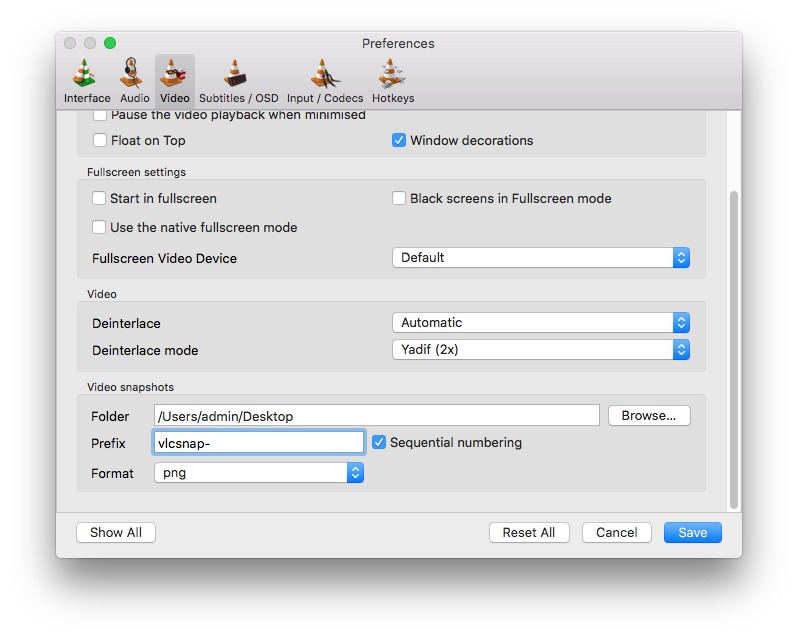 Preferences
Interface Audio Video Subtitles / OSD Input / Codecs Hotkeys
Pause the video playback when minimised
Float on Top Window decorations
Fullscreen settings
Start in fullscreen Black screens in Fullscreen mode
Use the native fullscreen mode
Fullscreen Video Device Default
Video
Deinterlace Automatic
Deinterlace mode Yadif (2x)
Video snapshots
Folder /Users/admin/Desktop Browse...
Prefix vlcsnap- Sequential numbering
Format png
Show All Reset All Cancel Save